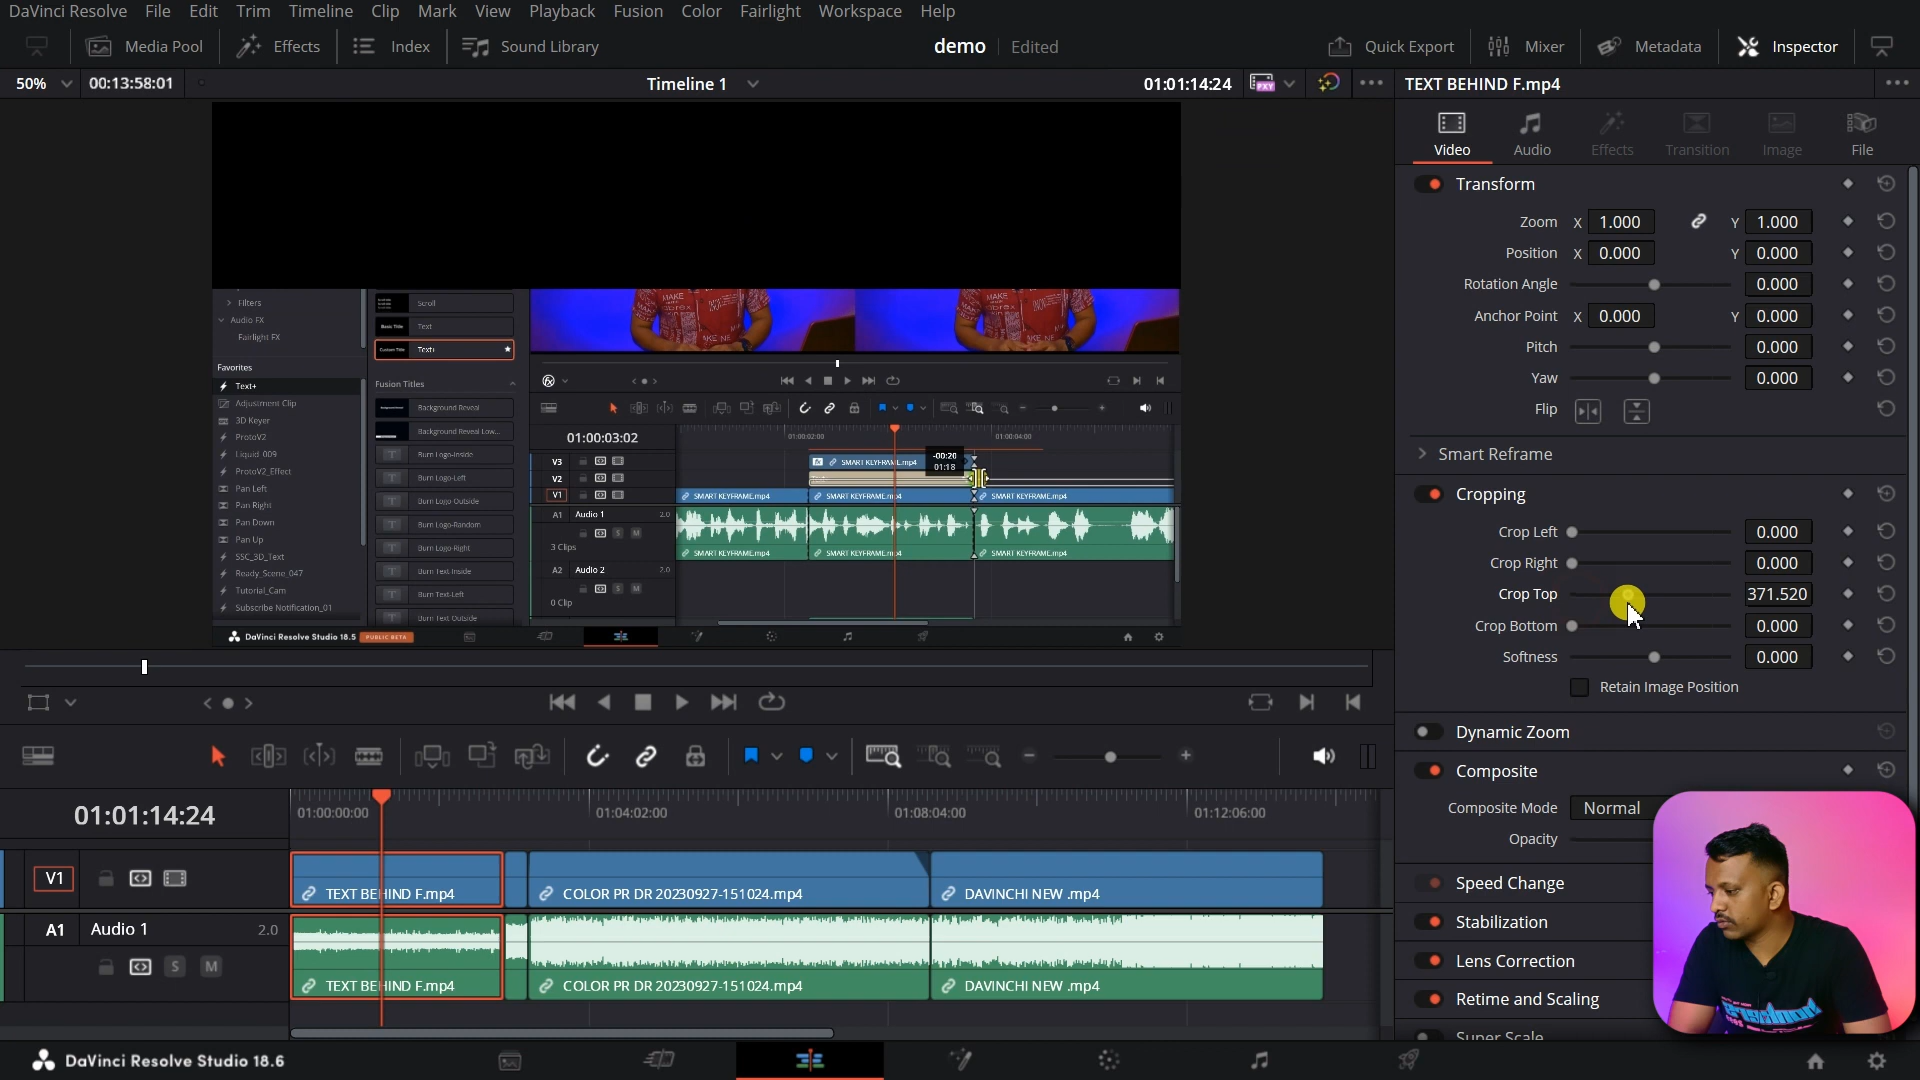 DaVinci Resolve File Edit Trim Timeline Clip Mark View Playback Fusion Color Fairlight Workspace Help
Media Pool Effects Index Sound Library demo Edited Quick Export Mixer Metadata Inspector
50% 00:13:58:01 Timeline 1 01:01:14:24 PXY TEXT BEHIND F.mp4
Video Audio Effects Transition Image File
Transform
Zoom X 1.000 Y 1.000
Position X 0.000 Y 0.000
Rotation Angle 0.000
Anchor Point X 0.000 Y 0.000
Pitch 0.000
Yaw 0.000
Flip
Smart Reframe
Cropping
Crop Left 0.000
Crop Right 0.000
Crop Top 371.520
Crop Bottom 0.000
Softness 0.000
Retain Image Position
Dynamic Zoom
Composite
Composite Mode Normal
Opacity
Speed Change
Stabilization
Lens Correction
Retime and Scaling
Super Scale
Filters
Audio FX
Fairlight FX
Favorites
Text+
Adjustment Clip
3D Keyer
ProtoV2
Liquid 009
ProtoV2_Effect
Pan Left
Pan Right
Pan Down
Pan Up
SSC_3D_Text
Ready_Scene_047
Tutorial_Cam
Subscribe Notification_01
Scroll
Basic Title Text
Custom Title Text+
Fusion Titles
Background Reveal
Background Reveal Low...
Burn Logo-Inside
Burn Logo-Left
Burn Logo Outside
Burn Logo-Random
Burn Logo-Right
Burn Text-Inside
Burn Text-Left
Burn Text Outside
MAKE
MAKE
01:00:03:02 01:00:02:00 01:00:04:00
-00:20
01:18
V3 SMART KEYFRAME.mp4
V2
V1 SMART KEYFRAME.mp4 SMART KEYFRAME.mp4 SMART KEYFRAME.mp4
A1 Audio 1 2.0
S M
3 Clips SMART KEYFRAME.mp4 SMART KEYFRAME.mp4 SMART KEYFRAME.mp4
A2 Audio 2 2.0
S M
0 Clip
DaVinci Resolve Studio 18.5 PUBLIC BETA
01:01:14:24 01:00:00:00 01:04:02:00 01:08:04:00 01:12:06:00
V1 TEXT BEHIND F.mp4 COLOR PR DR 20230927-151024.mp4 DAVINCHI NEW .mp4
A1 Audio 1 2.0
S M
TEXT BEHIND F.mp4 COLOR PR DR 20230927-151024.mp4 DAVINCHI NEW .mp4
DaVinci Resolve Studio 18.6